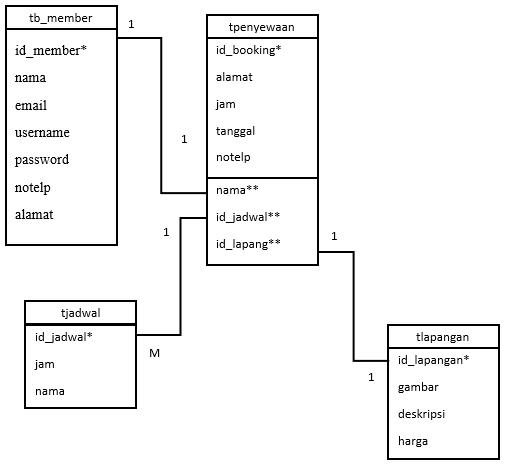 tb_member
id_member*
nama
email
username
password
notelp
alamat
1
tpenyewaan
id_booking*
alamat
jam
tanggal
notelp
nama**
id_jadwal**
id_lapang**
1
1
1
tjadwal
id_jadwal*
jam
nama
M
tlapangan
id_lapangan*
gambar
deskripsi
harga
1